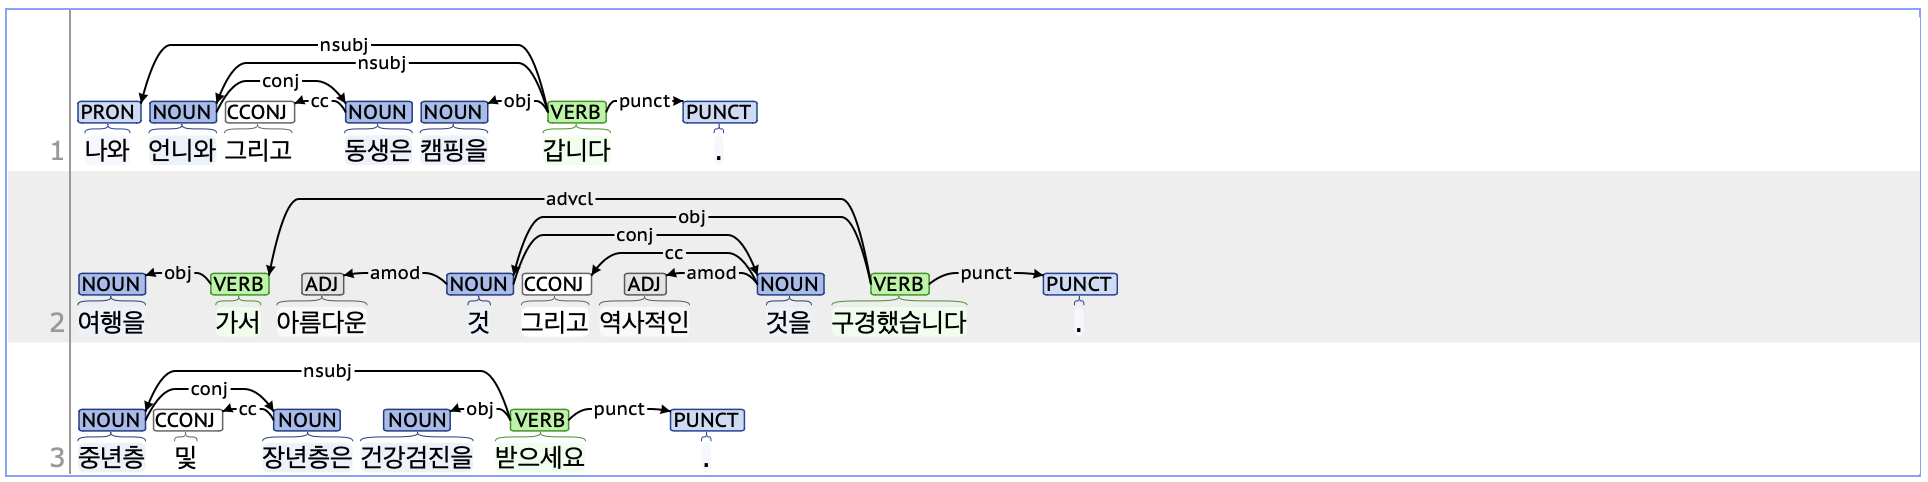 nsubj
nsubj
conj
cc obj punct
PRON NOUN CCONJ NOUN NOUN VERB PUNCT
1 나와 언니와 그리고 동생은 캠핑을 갑니다 .
advcl
obj
conj
cc
obj amod amod punct
NOUN VERB ADJ NOUN CCONJ ADJ NOUN VERB PUNCT
2 여행을 가서 아름다운 것 그리고 역사적인 것을 구경했습니다 .
nsubj
conj
cc obj punct
NOUN CCONJ NOUN NOUN VERB PUNCT
3 중년층 및 장년층은 건강검진을 받으세요 .